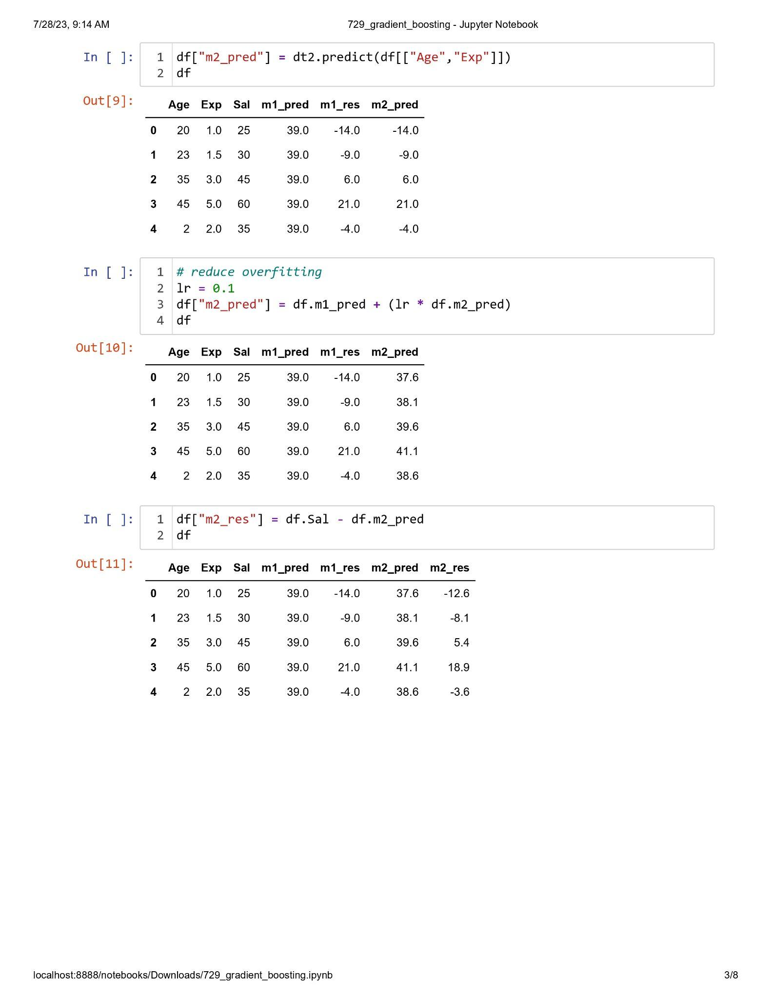 7/28/23, 9:14 AM 729_gradient_boosting - Jupyter Notebook
In [ ]: 1 df["m2_pred"] = dt2.predict(df[["Age","Exp"]])
2 df
Out[9]:
Age Exp Sal m1_pred m1_res m2_pred
0 20 1.0 25 39.0 -14.0 -14.0
1 23 1.5 30 39.0 -9.0 -9.0
2 35 3.0 45 39.0 6.0 6.0
3 45 5.0 60 39.0 21.0 21.0
4 2 2.0 35 39.0 -4.0 -4.0
In [ ]: 1 # reduce overfitting
2 lr = 0.1
3 df["m2_pred"] = df.m1_pred + (lr * df.m2_pred)
4 df
Out[10]:
Age Exp Sal m1_pred m1_res m2_pred
0 20 1.0 25 39.0 -14.0 37.6
1 23 1.5 30 39.0 -9.0 38.1
2 35 3.0 45 39.0 6.0 39.6
3 45 5.0 60 39.0 21.0 41.1
4 2 2.0 35 39.0 -4.0 38.6
In [ ]: 1 df["m2_res"] = df.Sal - df.m2_pred
2 df
Out[11]:
Age Exp Sal m1_pred m1_res m2_pred m2_res
0 20 1.0 25 39.0 -14.0 37.6 -12.6
1 23 1.5 30 39.0 -9.0 38.1 -8.1
2 35 3.0 45 39.0 6.0 39.6 5.4
3 45 5.0 60 39.0 21.0 41.1 18.9
4 2 2.0 35 39.0 -4.0 38.6 -3.6
localhost:8888/notebooks/Downloads/729_gradient_boosting.ipynb 3/8